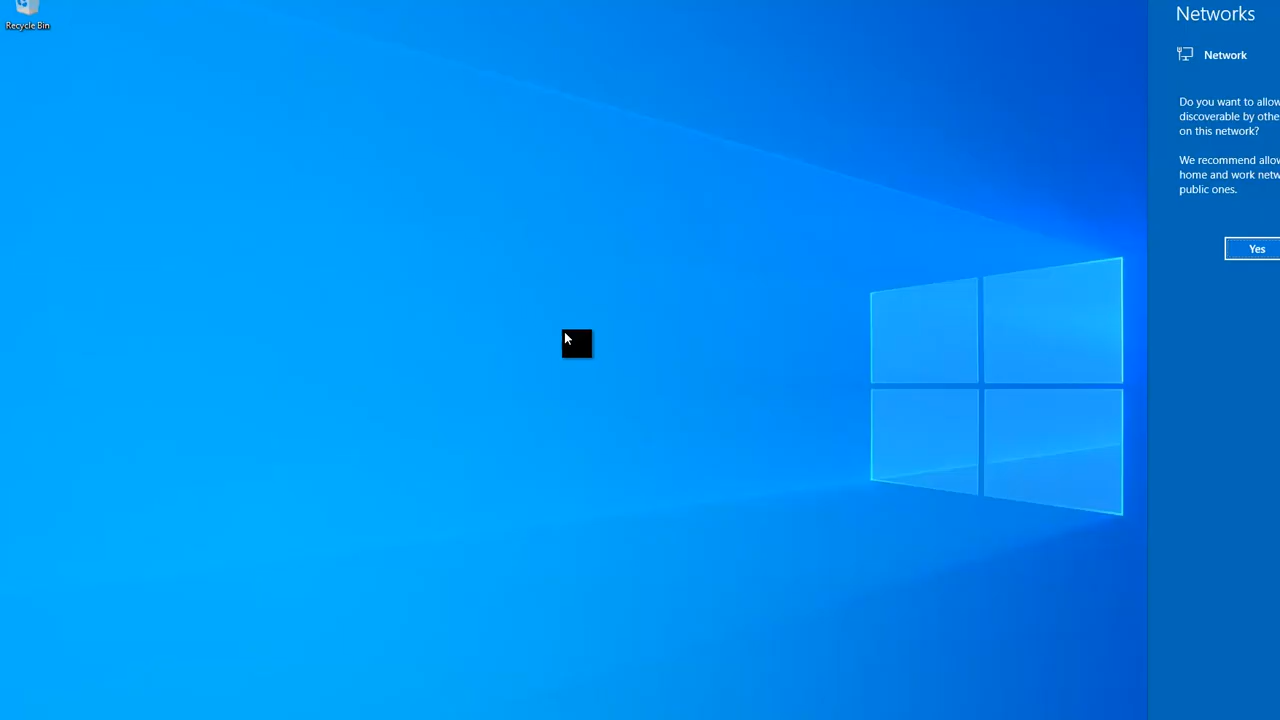 Recycle Bin
Networks
Network
Do you want to allow
discoverable by othe
on this network?
We recommend allow
home and work netw
public ones.
Yes